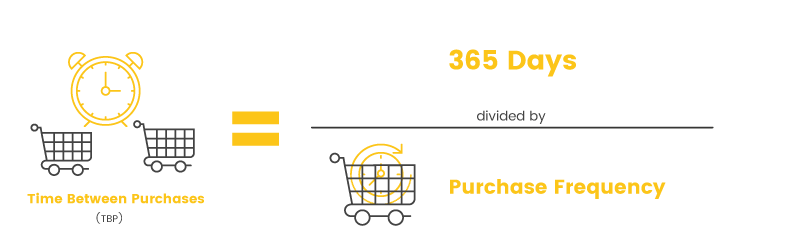 365 Days
divided by
Purchase Frequency
Time Between Purchases
(TBP)